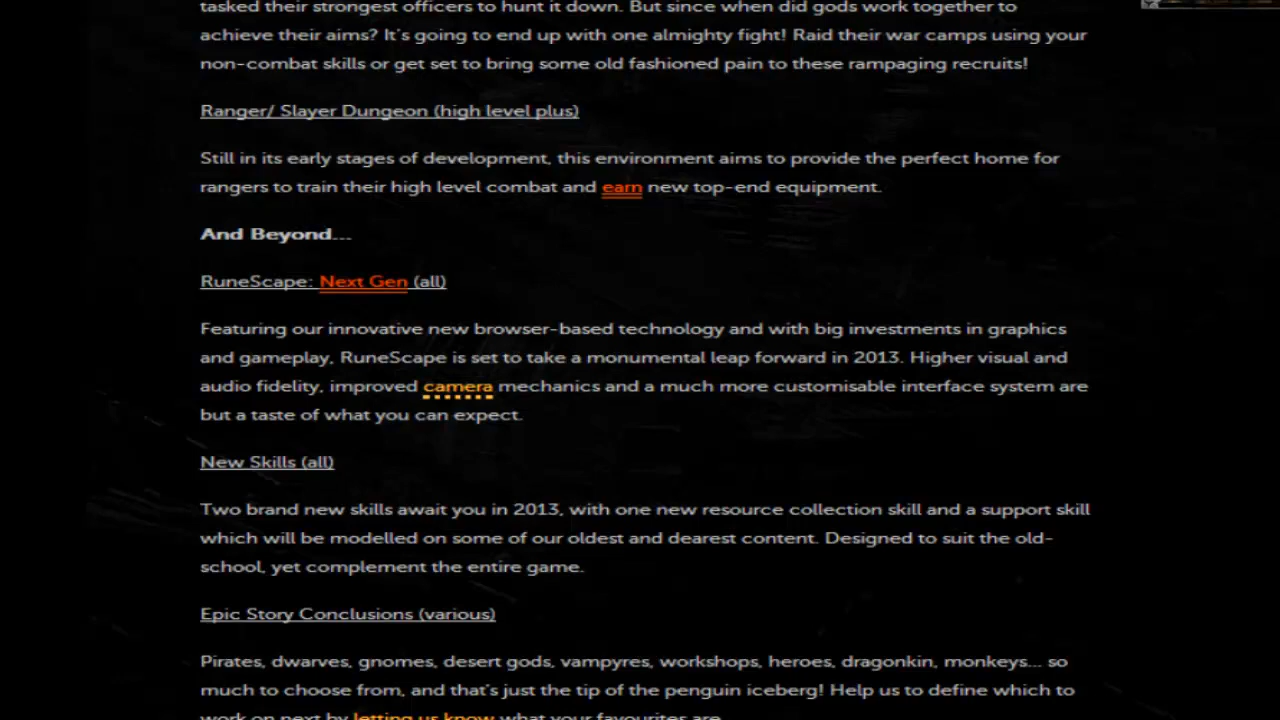 tasked their strongest officers to hunt it down. But since when did gods work together to
achieve their aims? It's going to end up with one almighty fight! Raid their war camps using your
non-combat skills or get set to bring some old fashioned pain to these rampaging recruits!
Ranger/ Slayer Dungeon (high level plus)
Still in its early stages of development, this environment aims to provide the perfect home for
rangers to train their high level combat and earn new top-end equipment.
And Beyond...
RuneScape: Next Gen (all)
Featuring our innovative new browser-based technology and with big investments in graphics
and gameplay, RuneScape is set to take a monumental leap forward in 2013. Higher visual and
audio fidelity, improved camera mechanics and a much more customisable interface system are
but a taste of what you can expect.
New Skills (all)
Two brand new skills await you in 2013, with one new resource collection skill and a support skill
which will be modelled on some of our oldest and dearest content. Designed to suit the old-
school, yet complement the entire game.
Epic Story Conclusions (various)
Pirates, dwarves, gnomes, desert gods, vampyres, workshops, heroes, dragonkin, monkeys... so
much to choose from, and that's just the tip of the penguin iceberg! Help us to define which to
work on next by letting us know what your favourites are.